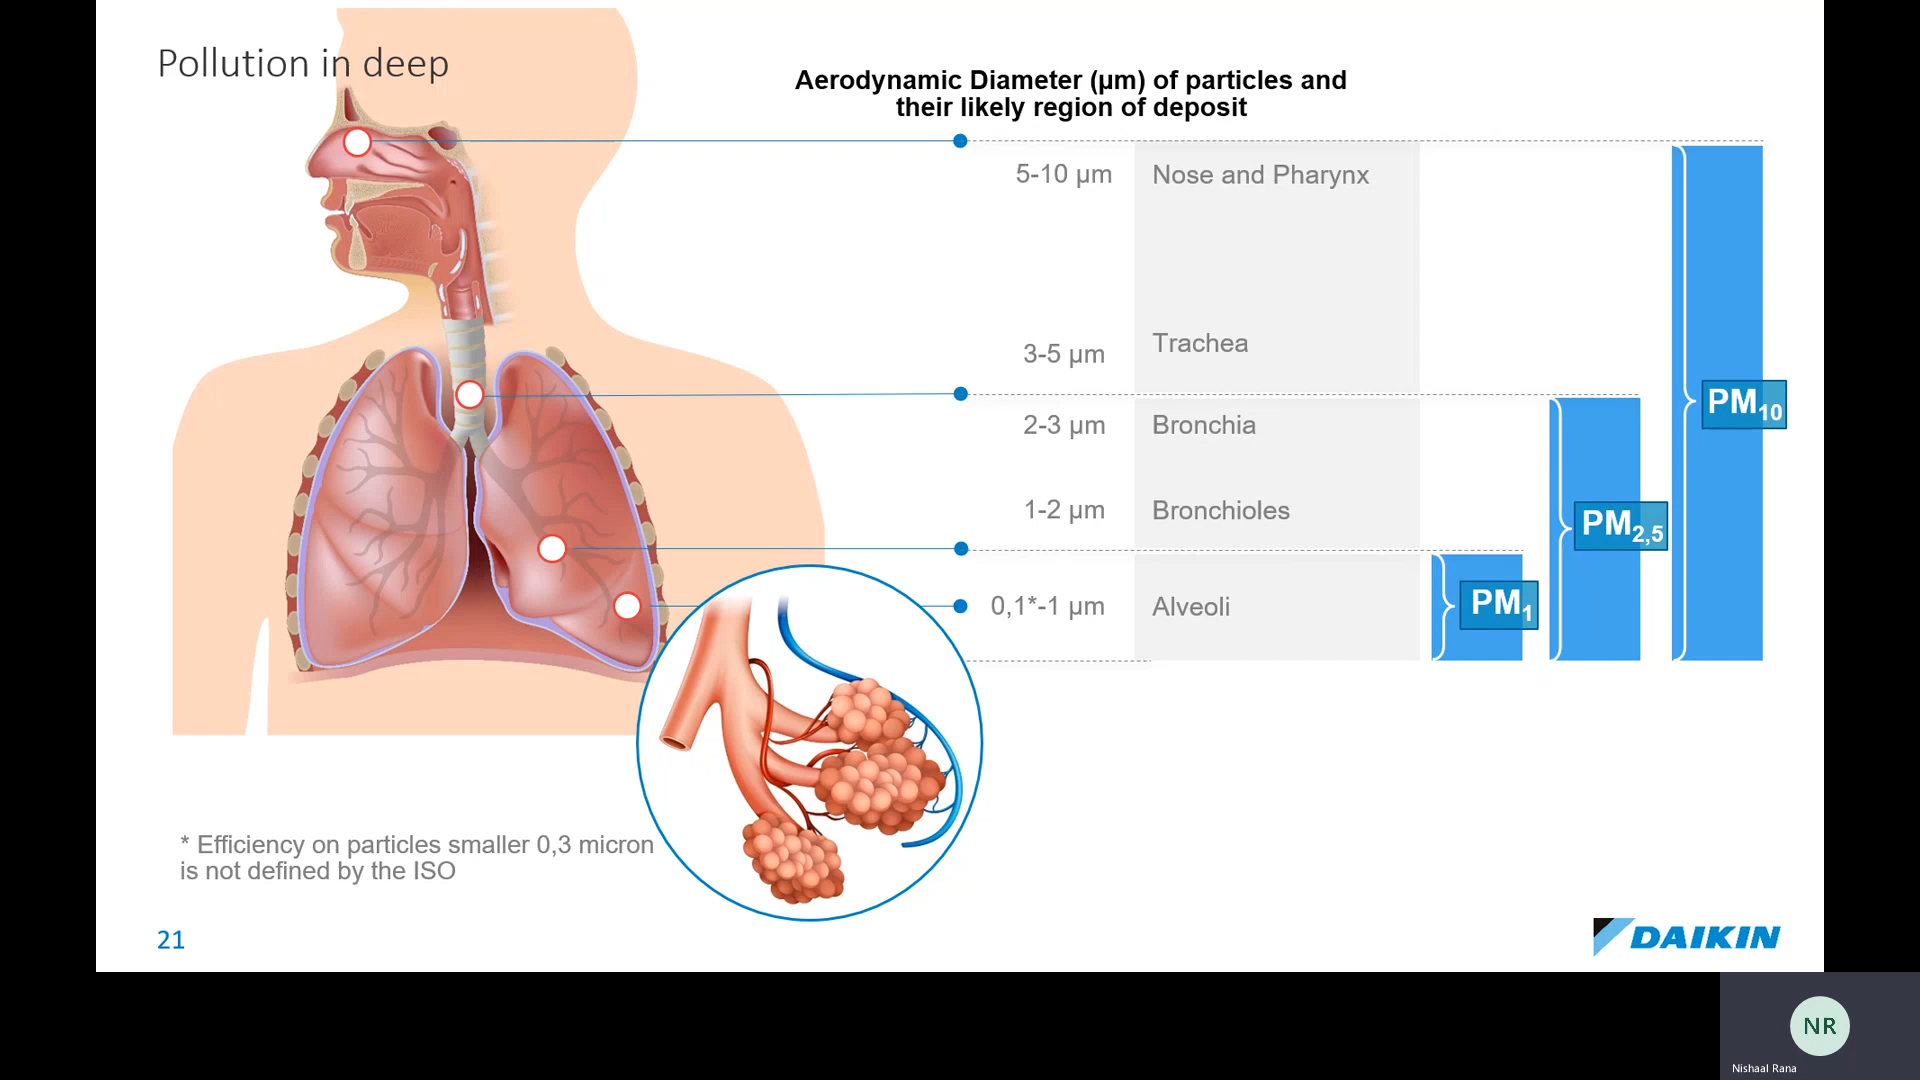 Pollution in deep
Aerodynamic Diameter (µm) of particles and
their likely region of deposit
5-10 µm Nose and Pharynx
3-5 µm Trachea
2-3 µm Bronchia
1-2 µm Bronchioles
0,1*-1 µm Alveoli
PM10
PM2,5
PM1
* Efficiency on particles smaller 0,3 micron
is not defined by the ISO
21
DAIKIN
NR
Nishaal Rana